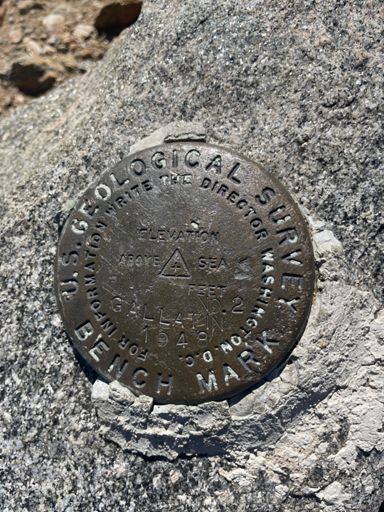 U.S. GEOLOGICAL SURVEY
BENCH MARK
FOR INFORMATION WRITE THE DIRECTOR WASHINGTON D.C.
ELEVATION
ABOVE SEA
FEET
1948